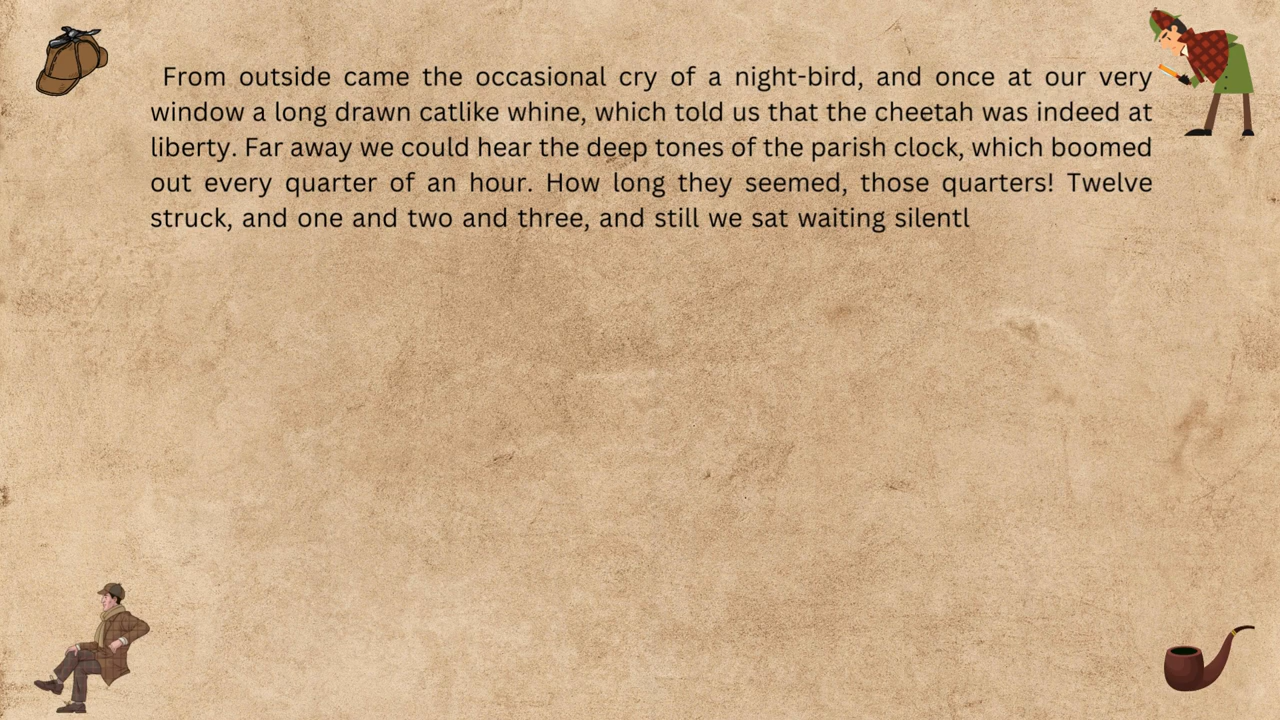 From outside came the occasional cry of a night-bird, and once at our very
window a long drawn catlike whine, which told us that the cheetah was indeed at
liberty. Far away we could hear the deep tones of the parish clock, which boomed
out every quarter of an hour. How long they seemed, those quarters! Twelve
struck, and one and two and three, and still we sat waiting silentl